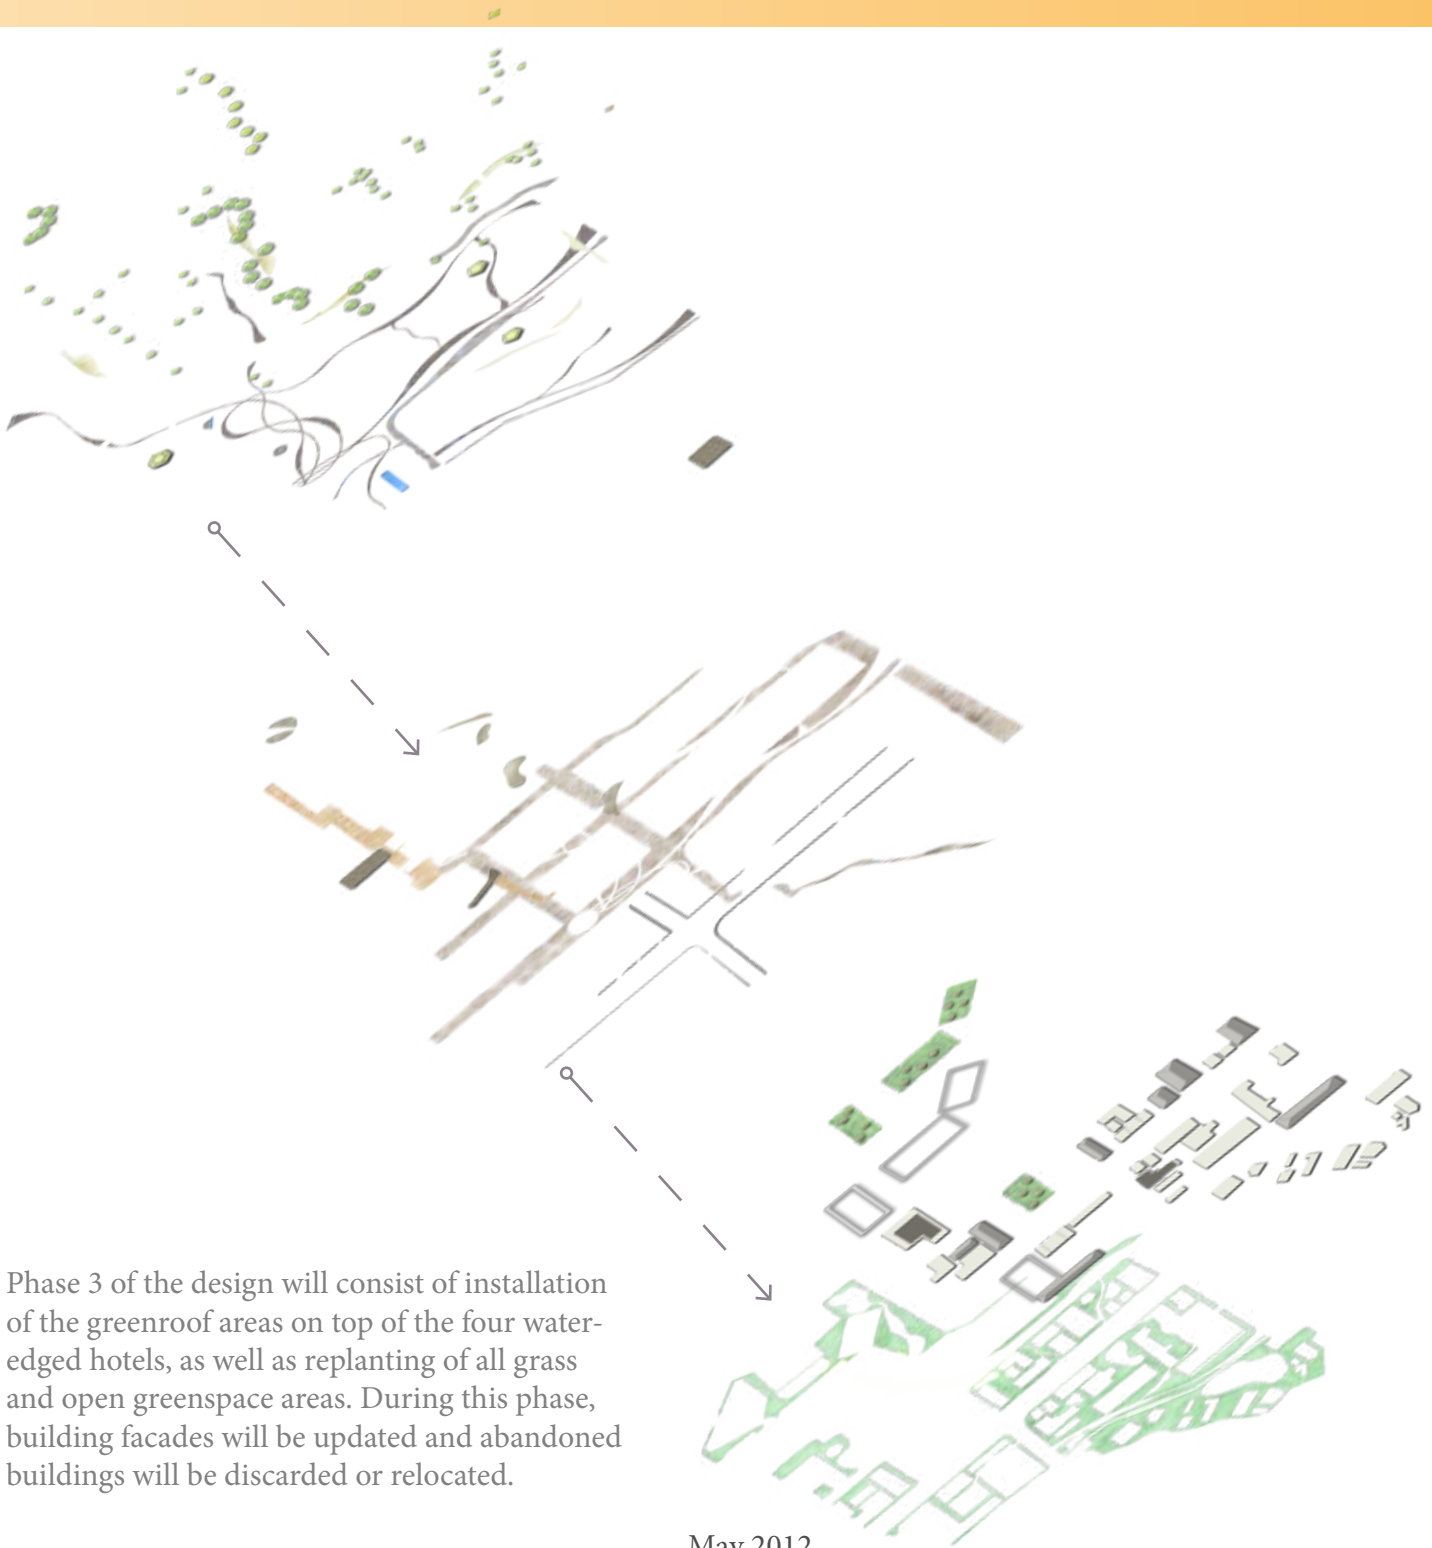 Phase 3 of the design will consist of installation
of the greenroof areas on top of the four water-
edged hotels, as well as replanting of all grass
and open greenspace areas. During this phase,
building facades will be updated and abandoned
buildings will be discarded or relocated.
May 2012